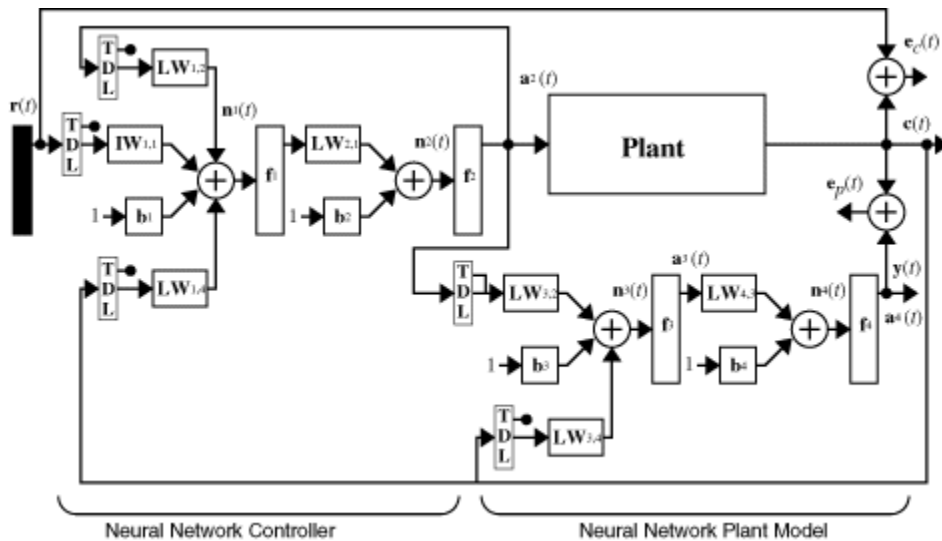 e_c(t)
T D L
LW1,2
a²(t)
r(t)
n1(t)
c(t)
T D L
IW1,1
LW2,1
n2(t)
Plant
f1
f2
e_p(t)
1
b1
1
b2
T D L
LW1,4
T D L
LW3,2
n3(t)
a³(t)
LW4,3
n4(t)
y(t)
a⁴(t)
f3
f4
1
b3
1
b4
T D L
LW3,4
Neural Network Controller
Neural Network Plant Model